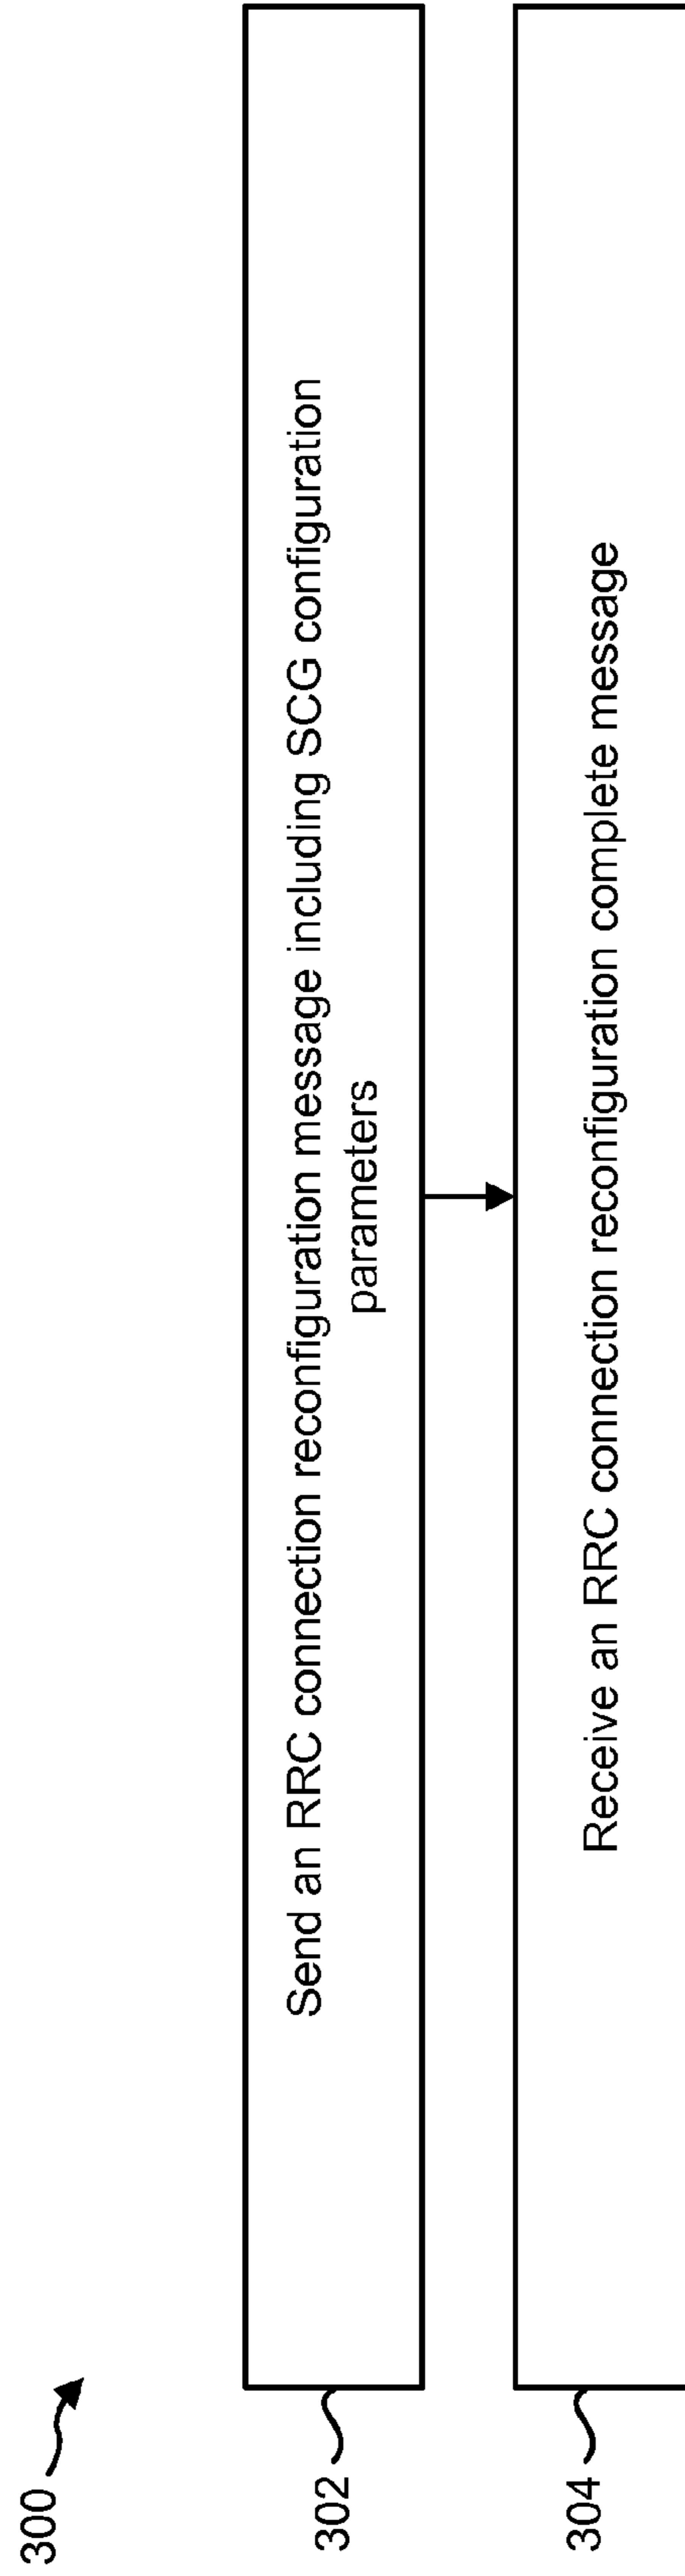 300
302
Send an RRC connection reconfiguration message including SCG configuration
parameters
304
Receive an RRC connection reconfiguration complete message